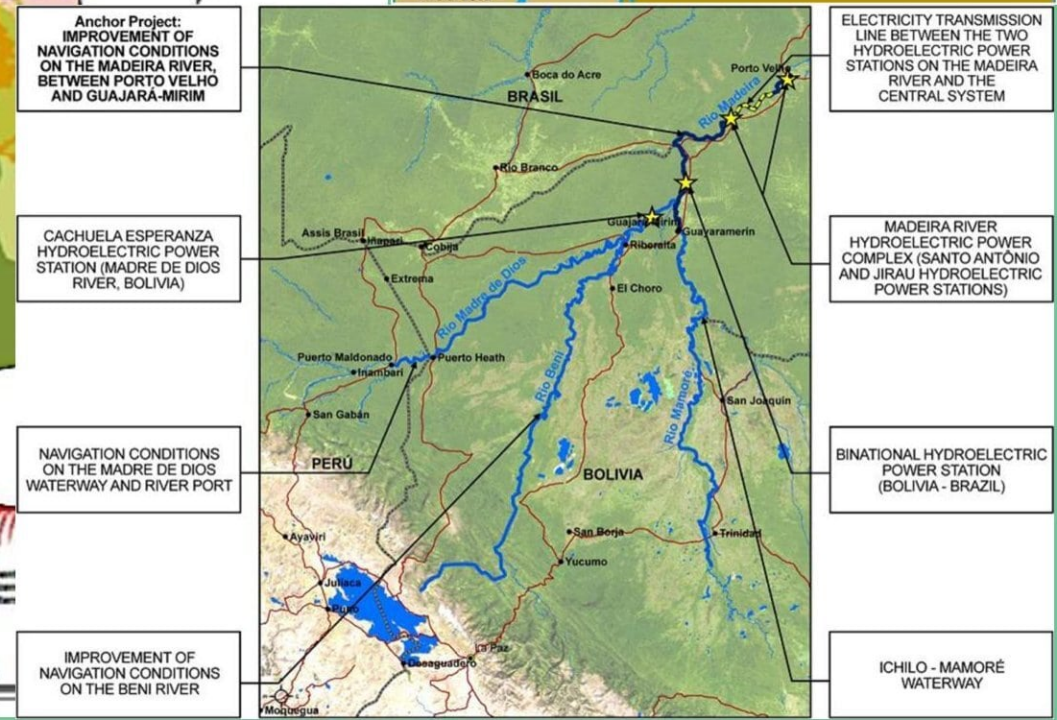 Anchor Project:
IMPROVEMENT OF
NAVIGATION CONDITIONS
ON THE MADEIRA RIVER,
BETWEEN PORTO VELHO
AND GUAJARÁ-MIRIM
CACHUELA ESPERANZA
HYDROELECTRIC POWER
STATION (MADRE DE DIOS
RIVER, BOLIVIA)
NAVIGATION CONDITIONS
ON THE MADRE DE DIOS
WATERWAY AND RIVER PORT
IMPROVEMENT OF
NAVIGATION CONDITIONS
ON THE BENI RIVER
Porto Velho
Boca do Acre
BRASIL
Rio Madeira
Rio Branco
Assis Brasil
Iñapari
Cobija
Guajará-Mirim
Guayaramerín
Riberalta
Extrema
El Choro
Rio Madre de Dios
Puerto Maldonado
Puerto Heath
Inambari
San Gabán
Rio Beni
Rio Mamoré
San Joaquin
PERÚ
BOLIVIA
San Borja
Trinidad
Yucumo
Ayaviri
Juliaca
Puno
La Paz
Desaguadero
Moquegua
ELECTRICITY TRANSMISSION
LINE BETWEEN THE TWO
HYDROELECTRIC POWER
STATIONS ON THE MADEIRA
RIVER AND THE
CENTRAL SYSTEM
MADEIRA RIVER
HYDROELECTRIC POWER
COMPLEX (SANTO ANTÔNIO
AND JIRAU HYDROELECTRIC
POWER STATIONS)
BINATIONAL HYDROELECTRIC
POWER STATION
(BOLIVIA - BRAZIL)
ICHILO - MAMORÉ
WATERWAY